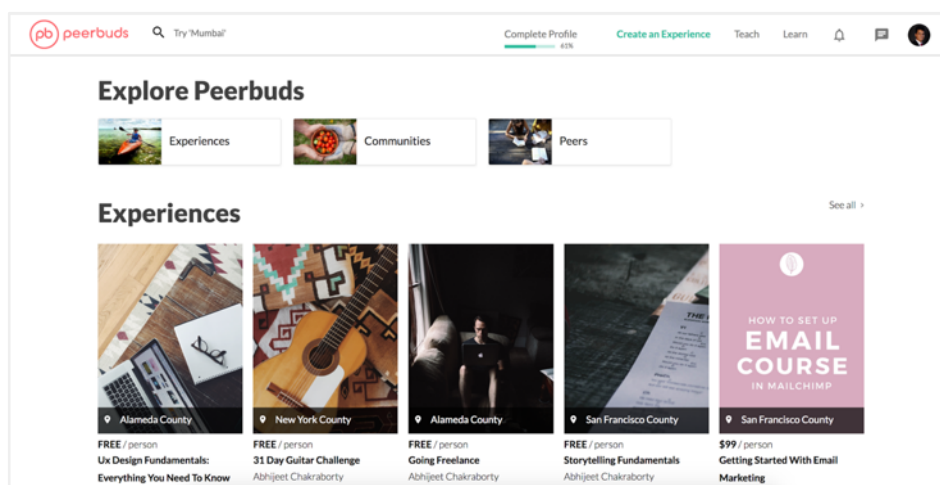 pb peerbuds
Try 'Mumbai'
Complete Profile
61%
Create an Experience
Teach
Learn
Explore Peerbuds
Experiences
Communities
Peers
Experiences
See all >
HOW TO SET UP
EMAIL
COURSE
IN MAILCHIMP
Alameda County
New York County
Alameda County
San Francisco County
San Francisco County
FREE / person
Ux Design Fundamentals:
Everything You Need To Know
FREE / person
31 Day Guitar Challenge
Abhijeet Chakraborty
FREE / person
Going Freelance
Abhijeet Chakraborty
FREE / person
Storytelling Fundamentals
Abhijeet Chakraborty
$99 / person
Getting Started With Email
Marketing